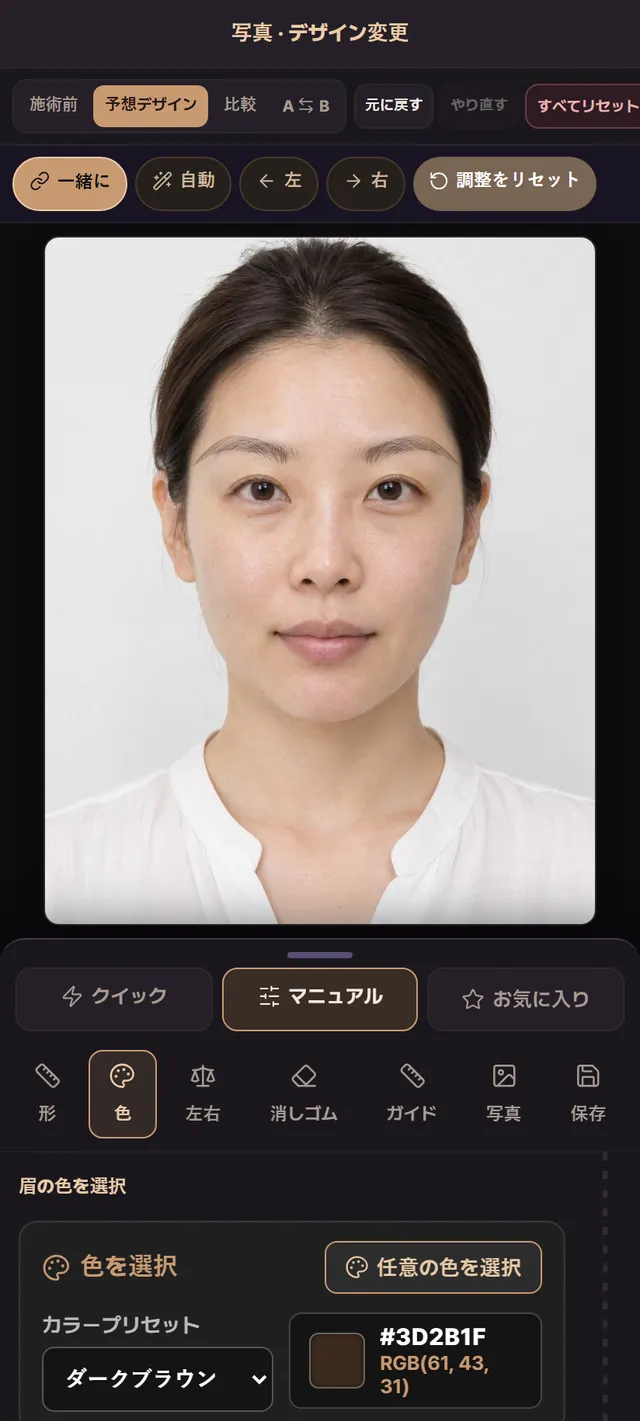 写真・デザイン変更
施術前 予想デザイン 比較 A ⇆ B 元に戻す やり直す すべてリセット
一緒に 自動 ← 左 → 右 調整をリセット
クイック マニュアル お気に入り
形 色 左右 消しゴム ガイド 写真 保存
眉の色を選択
色を選択 任意の色を選択
カラープリセット
ダークブラウン
#3D2B1F
RGB(61, 43,
31)